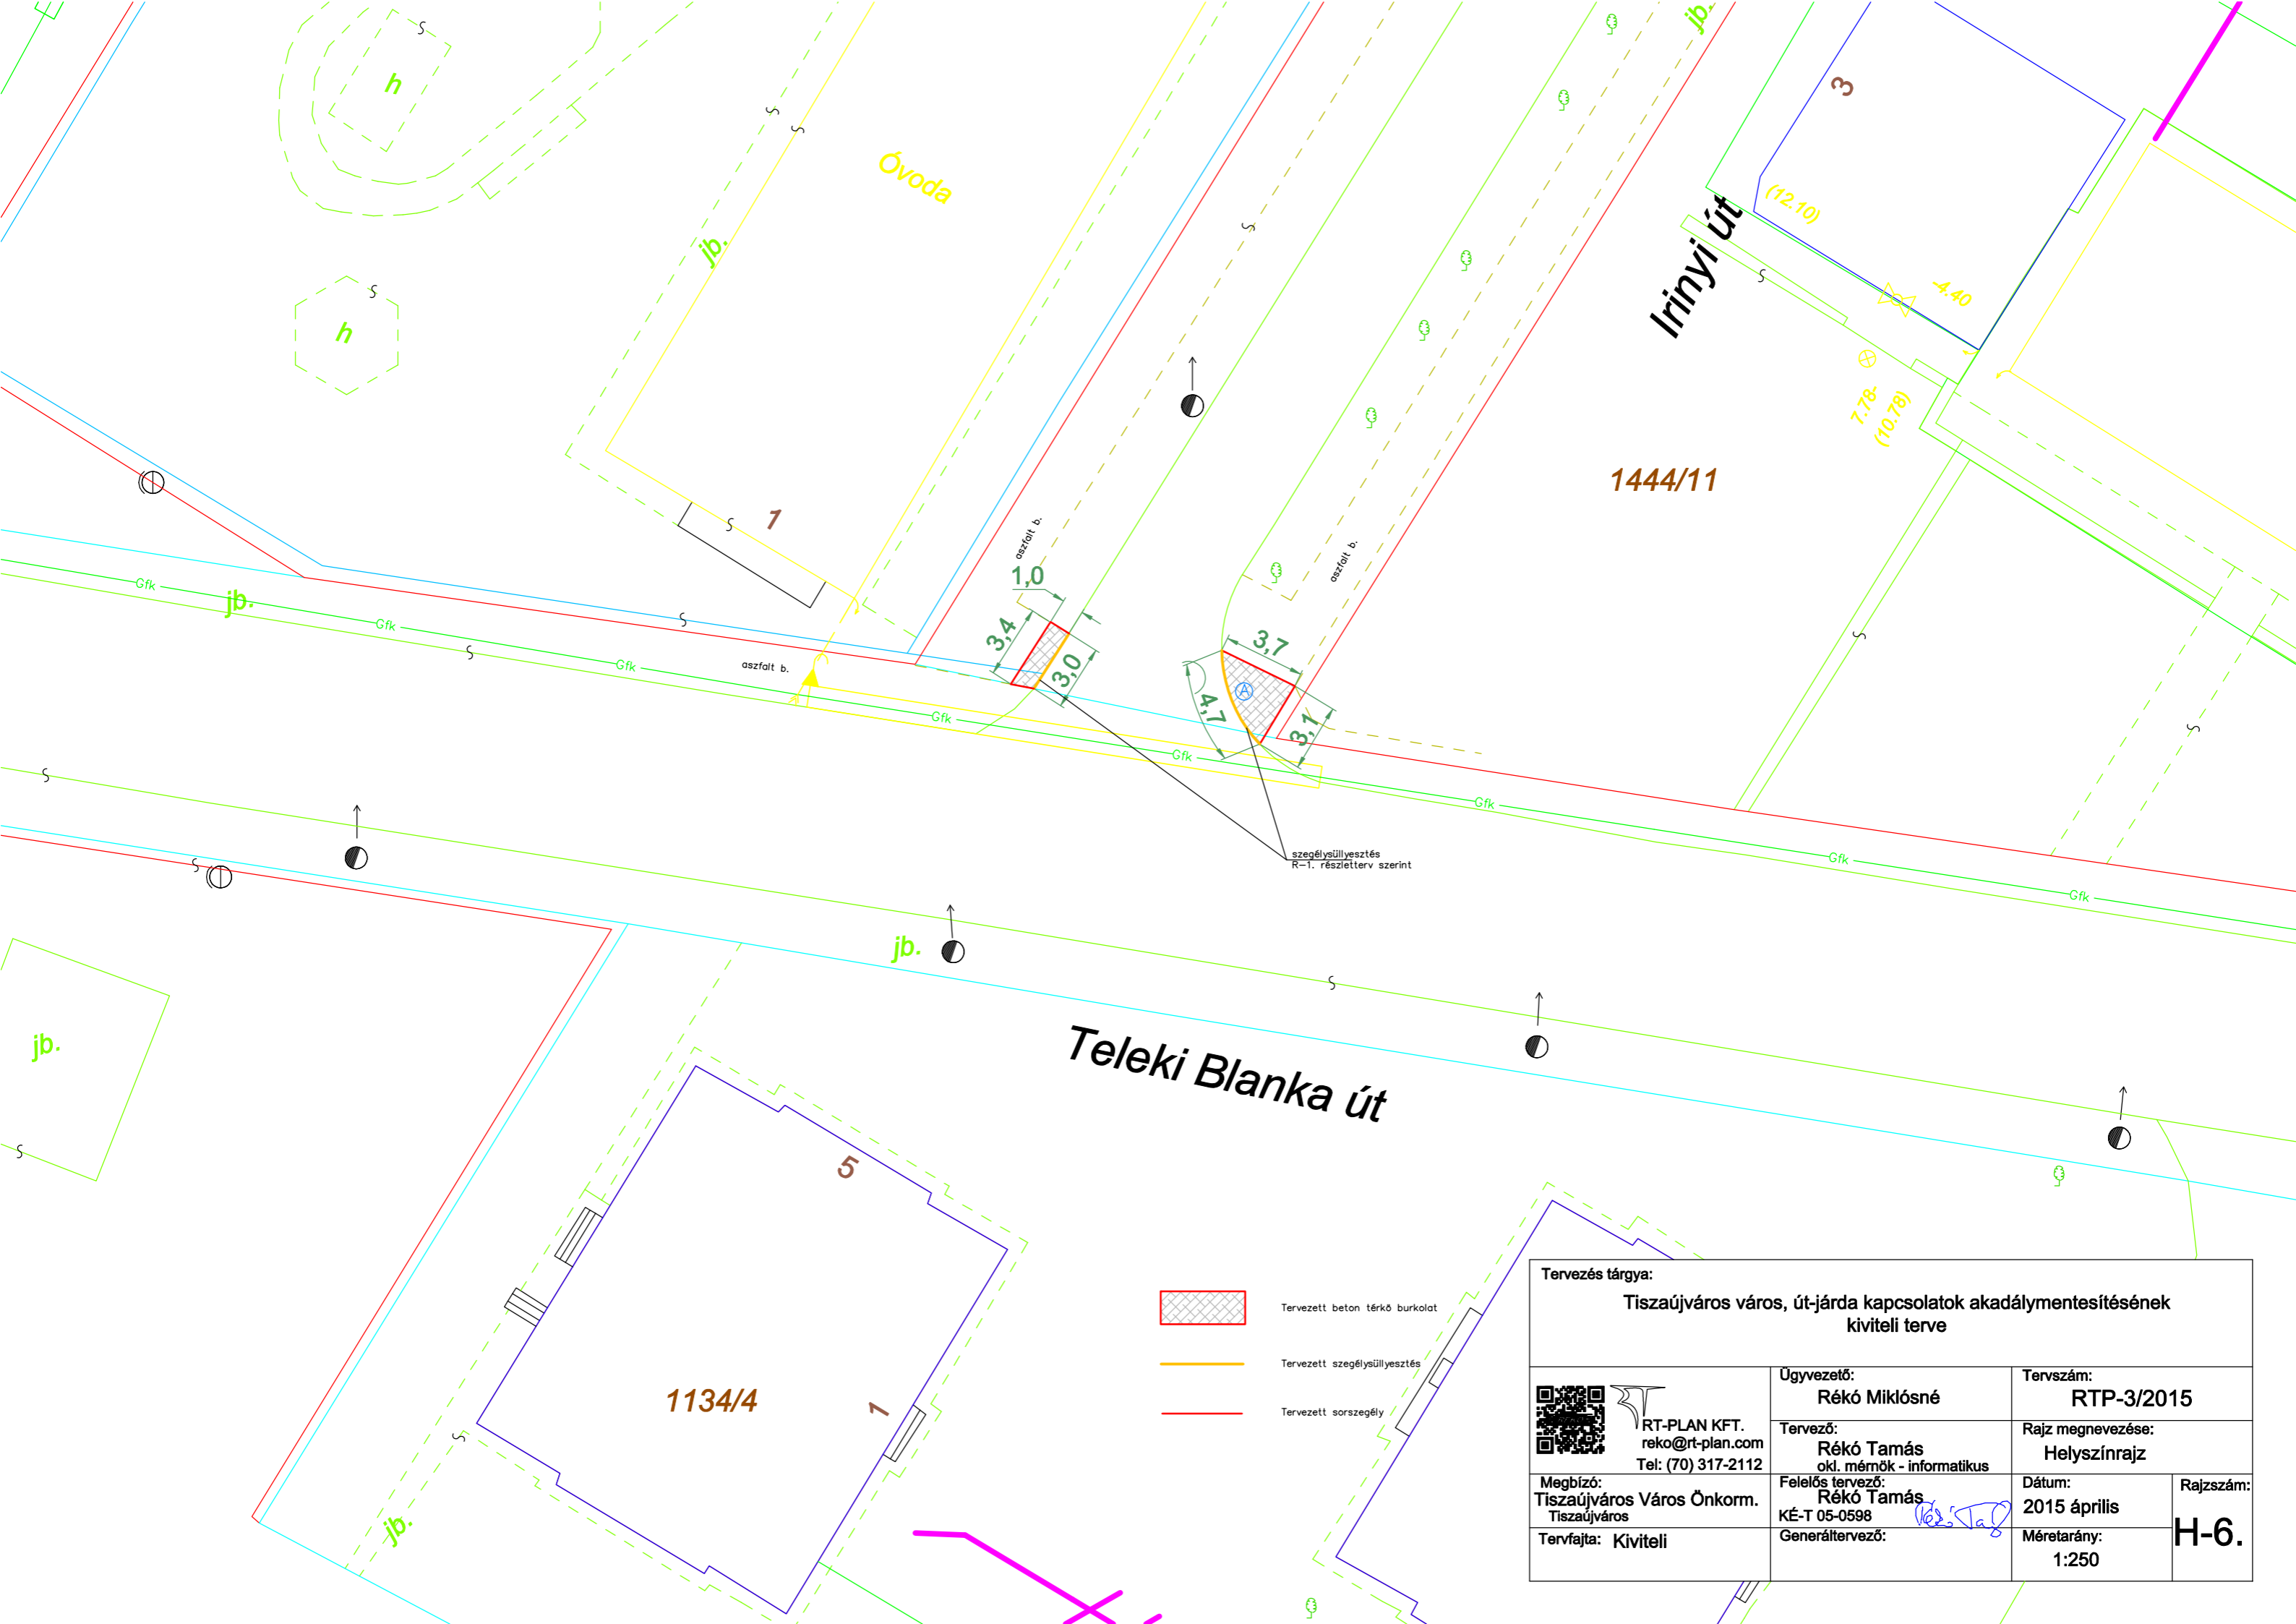 h
jb.
3
Óvoda
jb.
(12.10)
Irinyi út
-4.40
h
7.78-
(10.78)
1444/11
1
aszfalt b.
aszfalt b.
1,0
Gfk
jb.
Gfk
3,4
3,0
3,7
Gfk
aszfalt b.
A
4,7
3,1
Gfk
Gfk
Gfk
szegélysüllyesztés
R-1. részletterv szerint
Gfk
Gfk
jb.
jb.
Teleki Blanka út
5
1134/4
1
jb.
Tervezett beton térkő burkolat
Tervezett szegélysüllyesztés
Tervezett sorszegély
Tervezés tárgya:
Tiszaújváros város, út-járda kapcsolatok akadálymentesítésének
kiviteli terve
RT-PLAN KFT.
reko@rt-plan.com
Tel: (70) 317-2112
Ügyvezető:
Rékó Miklósné
Tervszám:
RTP-3/2015
Tervező:
Rékó Tamás
okl. mérnök - informatikus
Rajz megnevezése:
Helyszínrajz
Megbízó:
Tiszaújváros Város Önkorm.
Tiszaújváros
Felelős tervező:
Rékó Tamás
KÉ-T 05-0598
Dátum:
2015 április
Rajzszám:
H-6.
Tervfajta: Kiviteli
Generáltervező:
Méretarány:
1:250